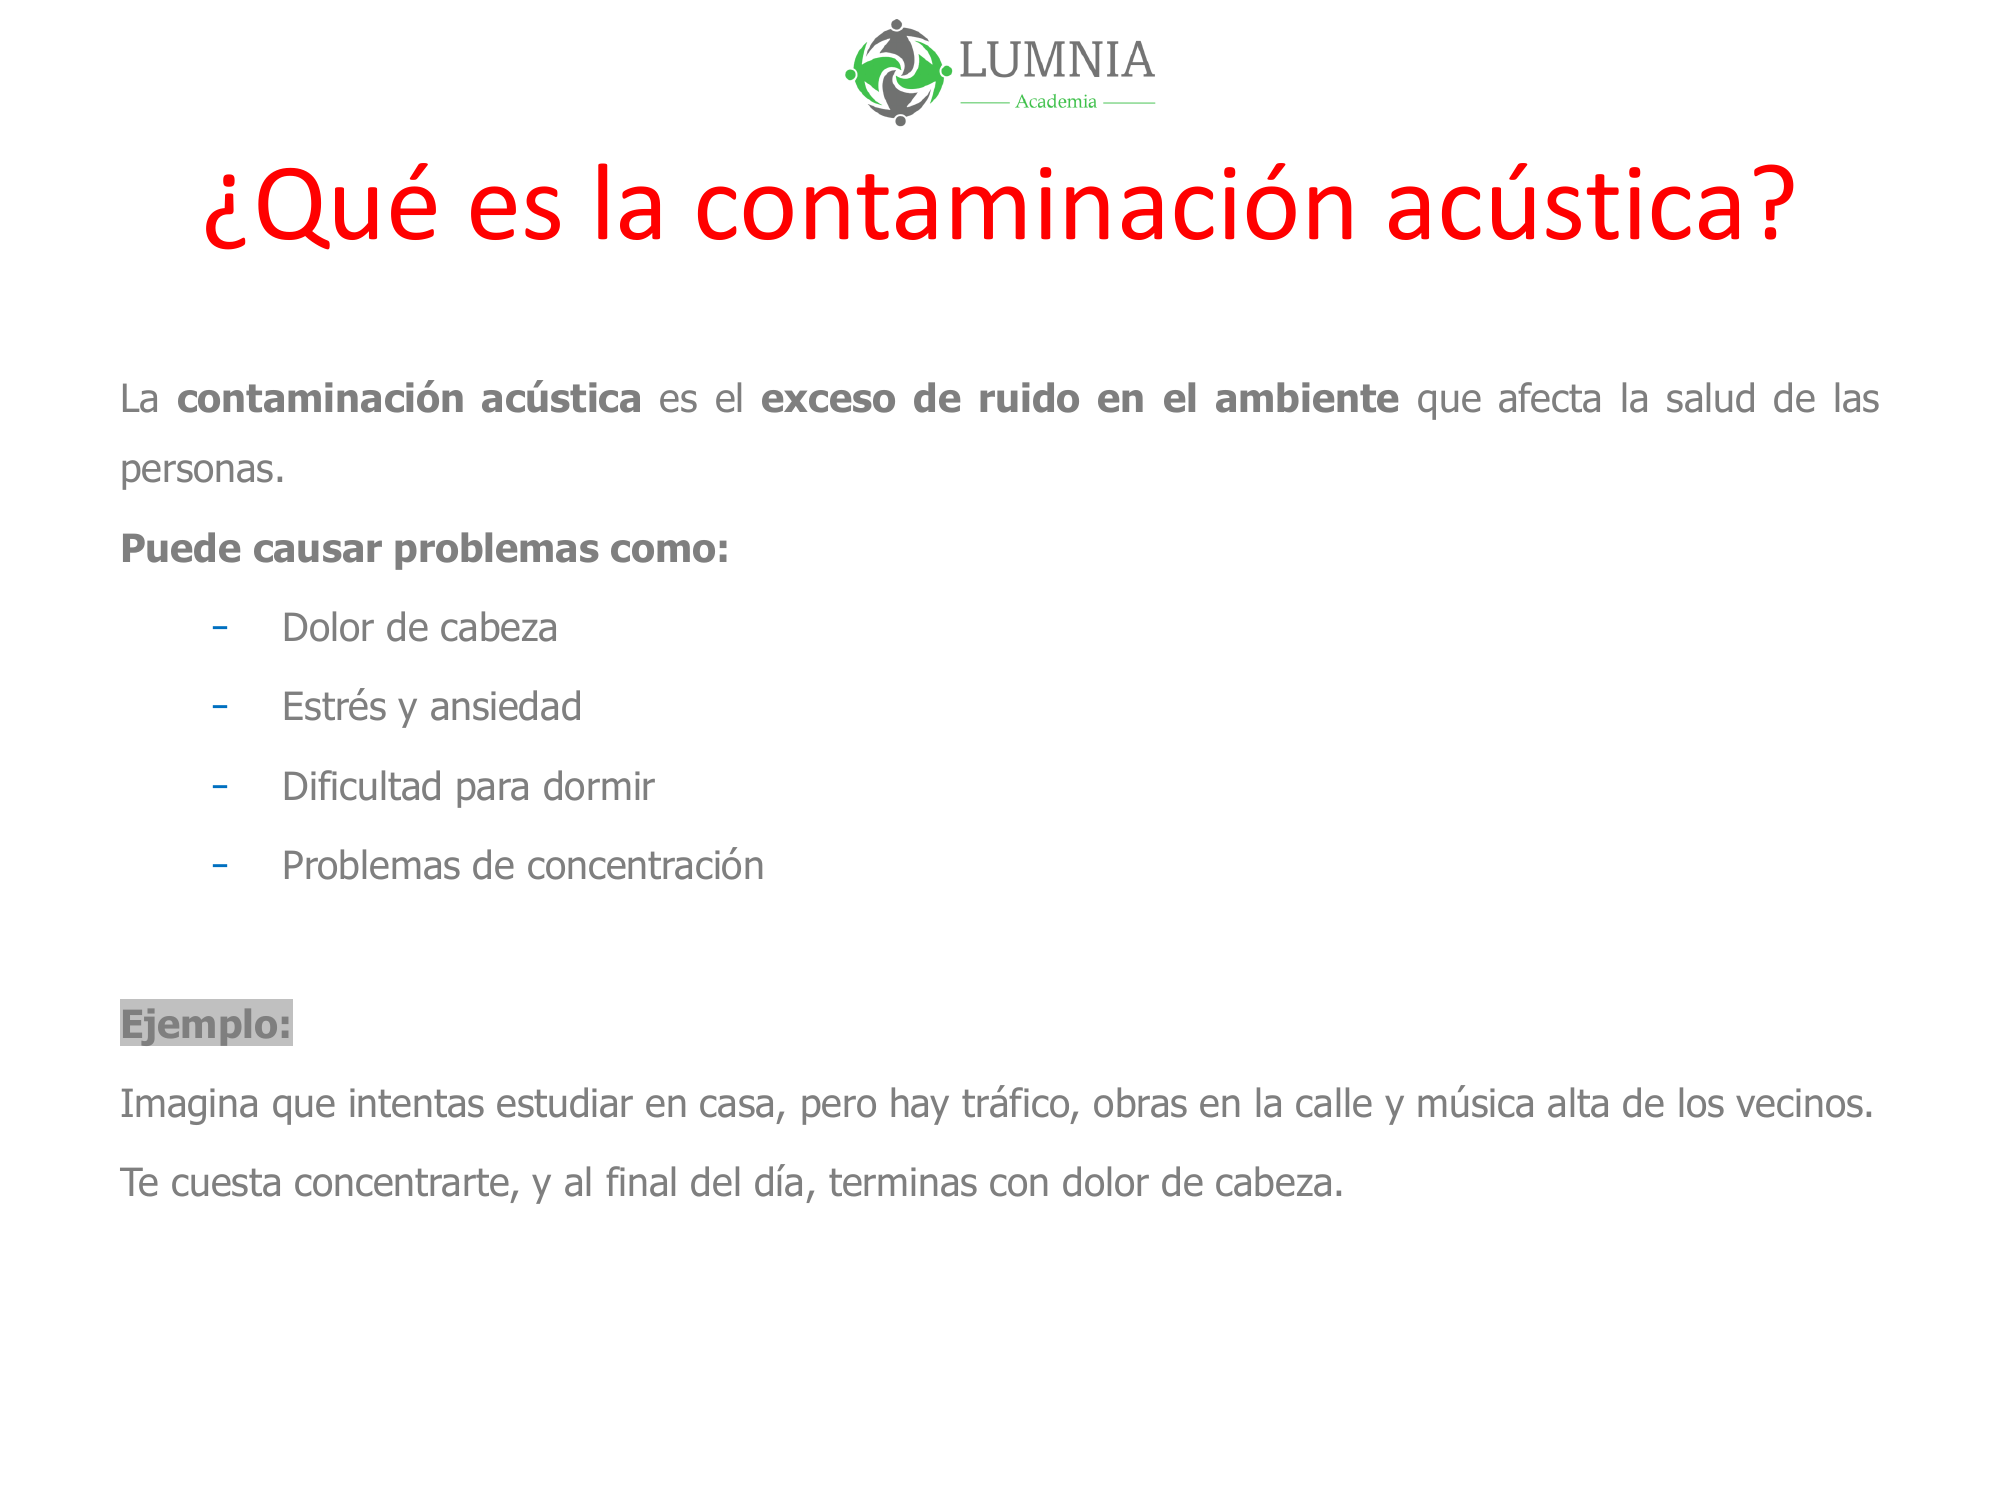 LUMNIA
Academia
¿Qué es la contaminación acústica?
La contaminación acústica es el exceso de ruido en el ambiente que afecta la salud de las
personas.
Puede causar problemas como:
- Dolor de cabeza
- Estrés y ansiedad
- Dificultad para dormir
- Problemas de concentración
Ejemplo:
Imagina que intentas estudiar en casa, pero hay tráfico, obras en la calle y música alta de los vecinos.
Te cuesta concentrarte, y al final del día, terminas con dolor de cabeza.